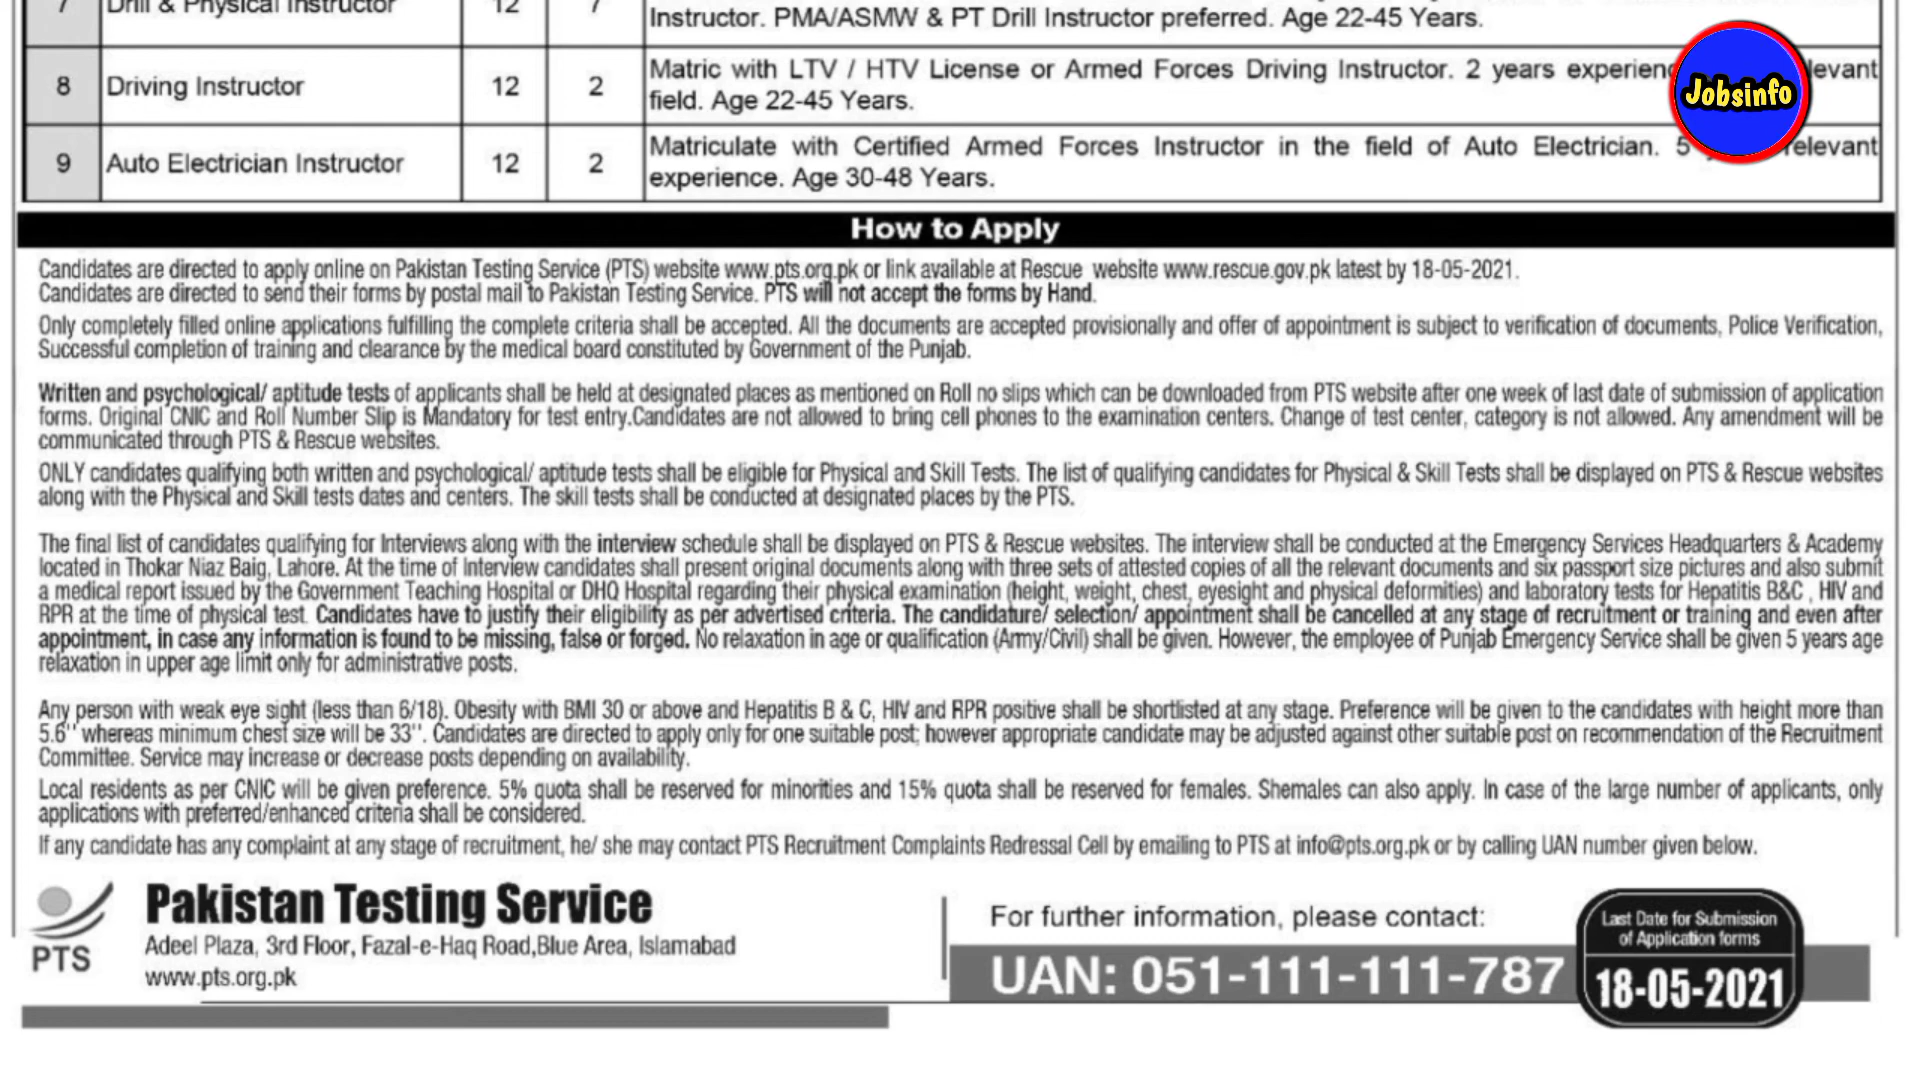 7 Drill & Physical Instructor 12 7
Instructor. PMA/ASMW & PT Drill Instructor preferred. Age 22-45 Years.
8 Driving Instructor 12 2 Matric with LTV / HTV License or Armed Forces Driving Instructor. 2 years
field. Age 22-45 Years.
9 Auto Electrician Instructor 12 2 Matriculate with Certified Armed Forces Instructor in the field of Auto Electrician. 5 relevant
experience. Age 30-48 Years.
Jobsinfo
How to Apply
Candidates are directed to apply online on Pakistan Testing Service (PTS) website www.pts.org.pk or link available at Rescue website www.rescue.gov.pk latest by 18-05-2021.
Candidates are directed to send their forms by postal mail to Pakistan Testing Service. PTS will not accept the forms by Hand.
Only completely filled online applications fulfilling the complete criteria shall be accepted. All the documents are accepted provisionally and offer of appointment is subject to verification of documents, Police Verification,
Successful completion of training and clearance by the medical board constituted by Government of the Punjab.
Written and psychological/ aptitude tests of applicants shall be held at designated places as mentioned on Roll no slips which can be downloaded from PTS website after one week of last date of submission of application
forms. Original CNIC and Roll Number Slip is Mandatory for test entry.Candidates are not allowed to bring cell phones to the examination centers. Change of test center, category is not allowed. Any amendment will be
communicated through PTS & Rescue websites.
ONLY candidates qualifying both written and psychological/ aptitude tests shall be eligible for Physical and Skill Tests. The list of qualifying candidates for Physical & Skill Tests shall be displayed on PTS & Rescue websites
along with the Physical and Skill tests dates and centers. The skill tests shall be conducted at designated places by the PTS.
The final list of candidates qualifying for Interviews along with the interview schedule shall be displayed on PTS & Rescue websites. The interview shall be conducted at the Emergency Services Headquarters & Academy
located in Thokar Niaz Baig, Lahore. At the time of Interview candidates shall present original documents along with three sets of attested copies of all the relevant documents and six passport size pictures and also submit
a medical report issued by the Government Teaching Hospital or DHQ Hospital regarding their physical examination (height, weight, chest, eyesight and physical deformities) and laboratory tests for Hepatitis B&C , HIV and
RPR at the time of physical test. Candidates have to justify their eligibility as per advertised criteria. The candidature/ selection/ appointment shall be cancelled at any stage of recruitment or training and even after
appointment, in case any information is found to be missing, false or forged. No relaxation in age or qualification (Army/Civil) shall be given. However, the employee of Punjab Emergency Service shall be given 5 years age
relaxation in upper age limit only for administrative posts.
Any person with weak eye sight (less than 6/18). Obesity with BMI 30 or above and Hepatitis B & C, HIV and RPR positive shall be shortlisted at any stage. Preference will be given to the candidates with height more than
5.6'' whereas minimum chest size will be 33''. Candidates are directed to apply only for one suitable post; however appropriate candidate may be adjusted against other suitable post on recommendation of the Recruitment
Committee. Service may increase or decrease posts depending on availability.
Local residents as per CNIC will be given preference. 5% quota shall be reserved for minorities and 15% quota shall be reserved for females. Shemales can also apply. In case of the large number of applicants, only
applications with preferred/enhanced criteria shall be considered.
If any candidate has any complaint at any stage of recruitment, he/ she may contact PTS Recruitment Complaints Redressal Cell by emailing to PTS at info@pts.org.pk or by calling UAN number given below.
PTS
Pakistan Testing Service
Adeel Plaza, 3rd Floor, Fazal-e-Haq Road,Blue Area, Islamabad
www.pts.org.pk
For further information, please contact:
UAN: 051-111-111-787
Last Date for Submission
of Application forms
18-05-2021